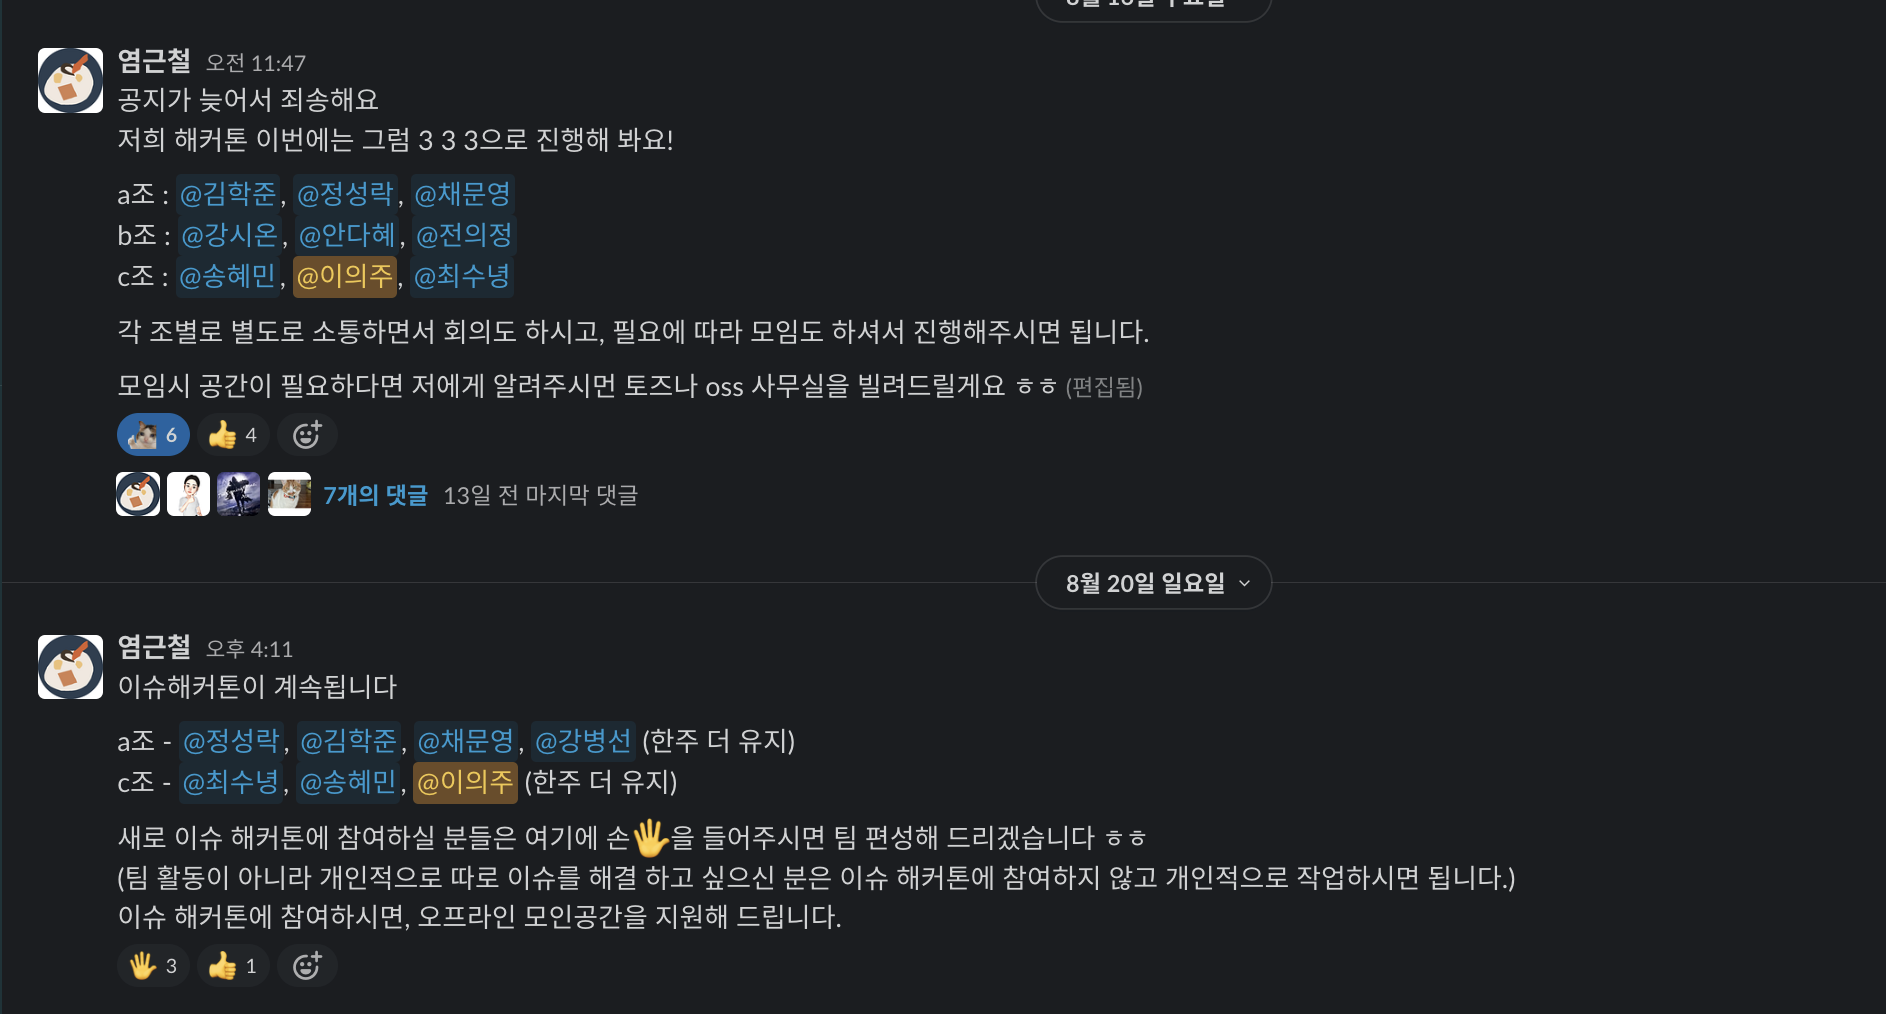 염근철 오전 11:47
공지가 늦어서 죄송해요
저희 해커톤 이번에는 그럼 3 3 3으로 진행해 봐요!
a조 : @김학준, @정성락, @채문영
b조 : @강시온, @안다혜, @전의정
c조 : @송혜민, @이의주, @최수녕
각 조별로 별도로 소통하면서 회의도 하시고, 필요에 따라 모임도 하셔서 진행해주시면 됩니다.
모임시 공간이 필요하다면 저에게 알려주시먼 토즈나 oss 사무실을 빌려드릴게요 ㅎㅎ (편집됨)
6 4
7개의 댓글 13일 전 마지막 댓글
8월 20일 일요일
염근철 오후 4:11
이슈해커톤이 계속됩니다
a조 - @정성락, @김학준, @채문영, @강병선 (한주 더 유지)
c조 - @최수녕, @송혜민, @이의주 (한주 더 유지)
새로 이슈 해커톤에 참여하실 분들은 여기에 손🖐을 들어주시면 팀 편성해 드리겠습니다 ㅎㅎ
(팀 활동이 아니라 개인적으로 따로 이슈를 해결 하고 싶으신 분은 이슈 해커톤에 참여하지 않고 개인적으로 작업하시면 됩니다.)
이슈 해커톤에 참여하시면, 오프라인 모인공간을 지원해 드립니다.
3 1